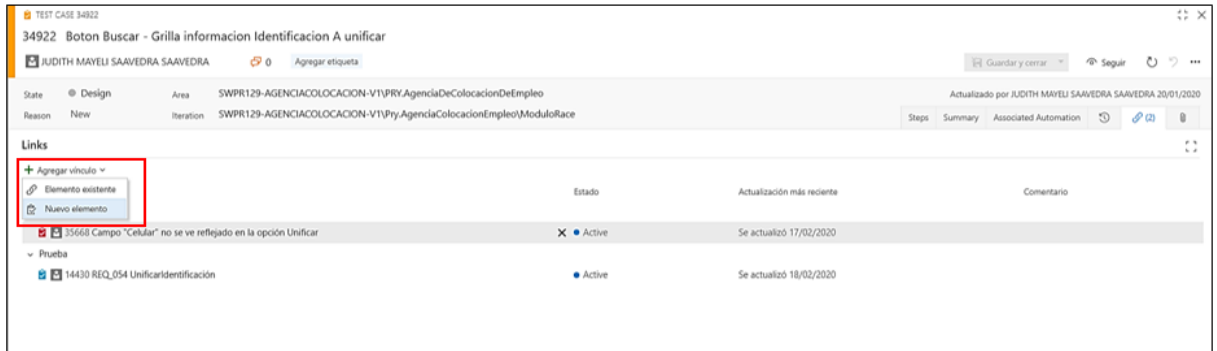 TEST CASE 34922
34922 Boton Buscar - Grilla informacion Identificacion A unificar
JUDITH MAYELI SAAVEDRA SAAVEDRA 0 Agregar etiqueta Guardar y cerrar Seguir
State Design Area SWPR129-AGENCIACOLOCACION-V1\PRY.AgenciaDeColocacionDeEmpleo Actualizado por JUDITH MAYELI SAAVEDRA SAAVEDRA 20/01/2020
Reason New Iteration SWPR129-AGENCIACOLOCACION-V1\Pry.AgenciaColocacionEmpleo\ModuloRace Steps Summary Associated Automation (2)
Links
Agregar vínculo
Elemento existente Estado Actualización más reciente Comentario
Nuevo elemento
35668 Campo "Celular" no se ve reflejado en la opción Unificar Active Se actualizó 17/02/2020
Prueba
14430 REQ_054 UnificarIdentificación Active Se actualizó 18/02/2020